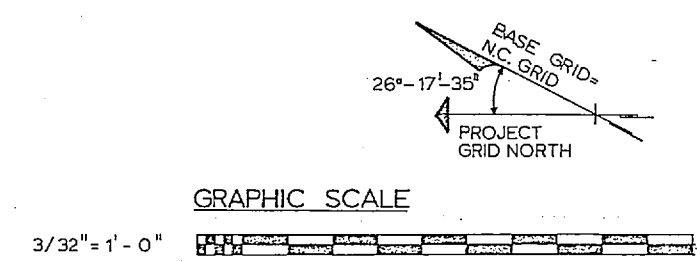 BASE GRID=
N.C. GRID
26°-17'-35"
PROJECT
GRID NORTH
GRAPHIC SCALE
3/32"= 1' - 0"